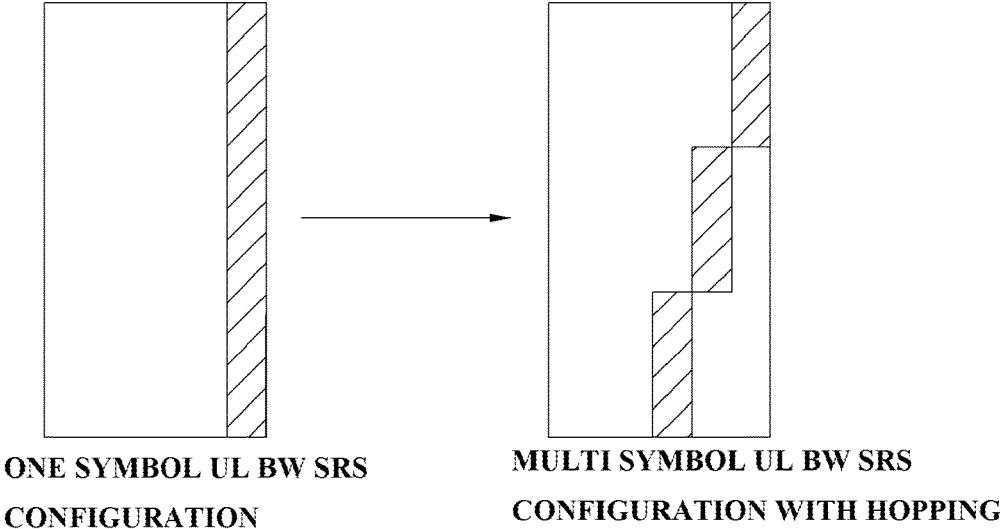 ONE SYMBOL UL BW SRS
CONFIGURATION
MULTI SYMBOL UL BW SRS
CONFIGURATION WITH HOPPING